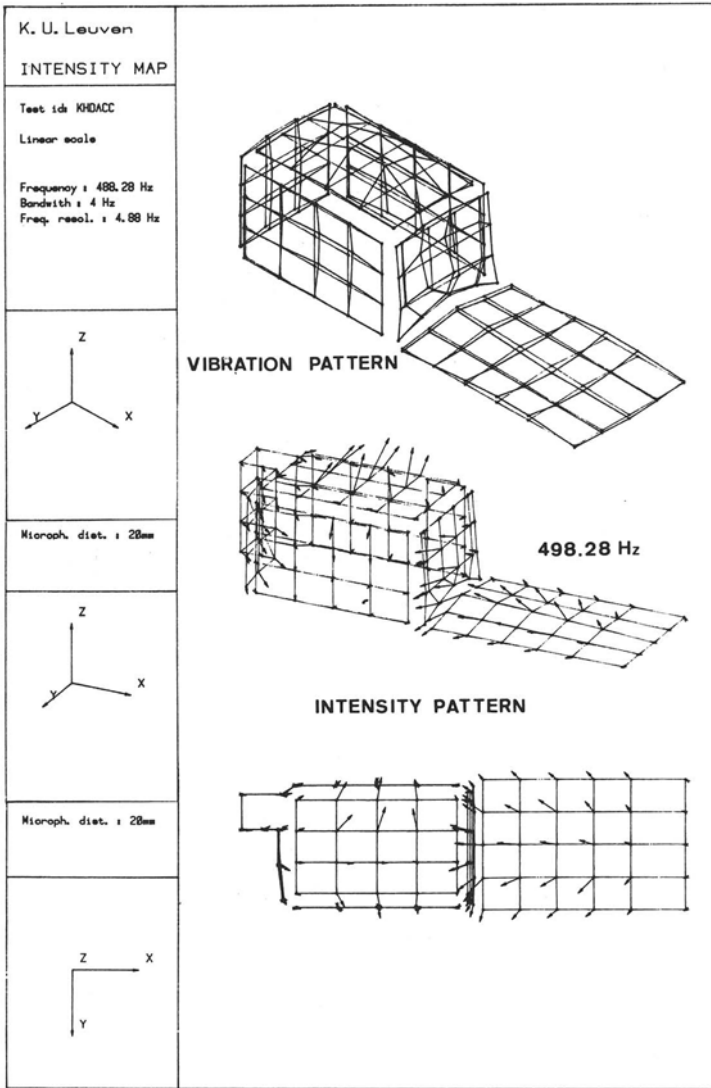 K. U. Leuven
INTENSITY MAP
Test id: KHDACC
Linear scale
Frequency : 488.28 Hz
Bandwith : 4 Hz
Freq. resol. : 4.88 Hz
Z
Y
X
VIBRATION PATTERN
Microph. dist. : 20mm
498.28 Hz
Z
Y
X
INTENSITY PATTERN
Microph. dist. : 20mm
Z
X
Y